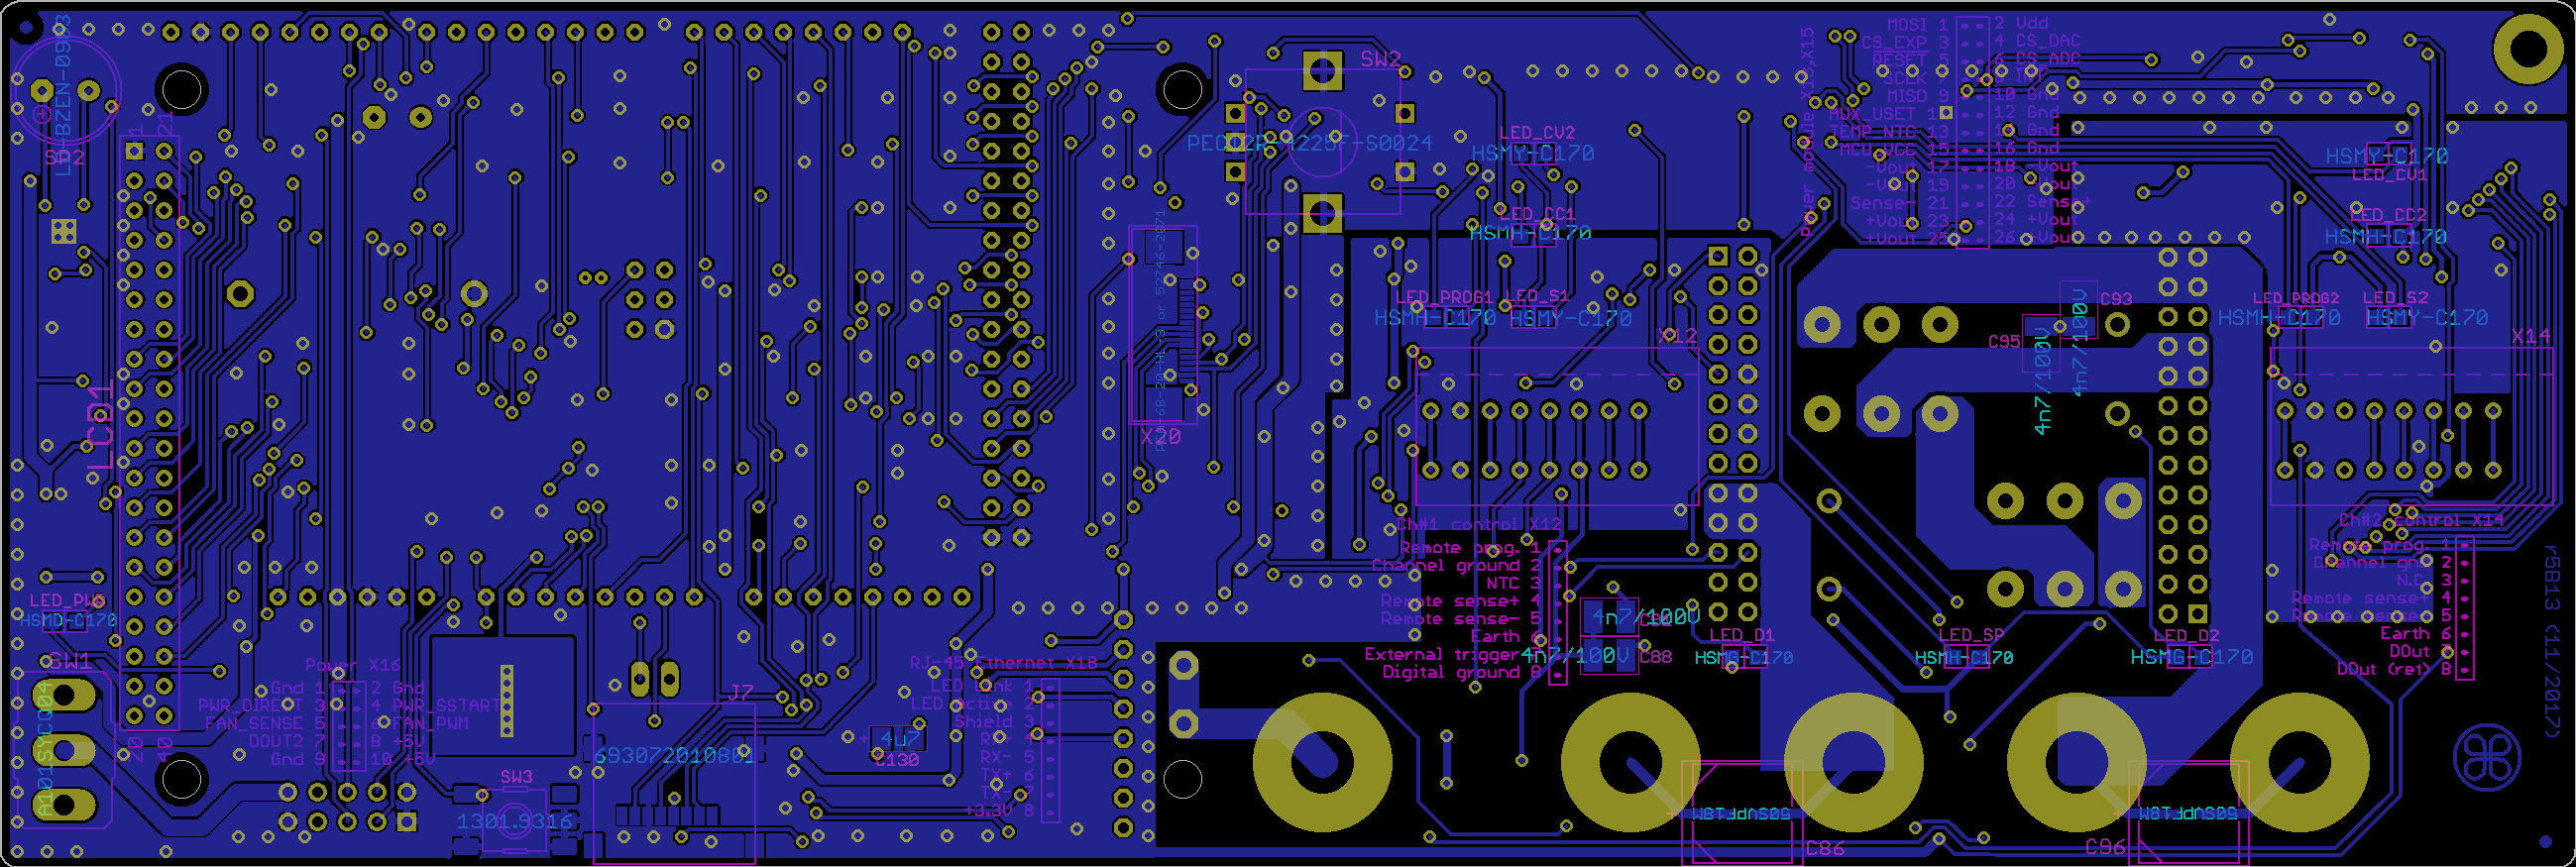 SP2
1
21
LCD1
20
40
LED_PWR
HSMD-C170
SW1
A101SYCQ04
Power X16
Gnd 1
2 Gnd
PWR_DIRECT 3
4 PWR_SSTART
FAN_SENSE 5
6 FAN_PWM
DOUT2 7
8 +5V
Gnd 9
10 +5V
SW3
1301.9316
J7
693072010801
4u7
C130
RJ-45 Ethernet X18
LED Link 1
LED active 2
Shield 3
RX- 5
TX+ 6
TX- 7
+3.3V 8
X20
SW2
PEC12R-4225F-S0024
LED_CV2
HSMY-C170
LED_CC1
HSMH-C170
LED_PROG1
HSMH-C170
LED_S1
HSMY-C170
X12
Ch#1 control X12
Remote prog. 1
Channel ground 2
NTC 3
Remote sense+ 4
Remote sense- 5
Earth 6
External trigger 7
Digital ground 8
4n7/100V
4n7/100V
C88
LED_D1
HSMG-C170
LED_SP
HSMH-C170
LED_D2
HSMG-C170
50SVPF18M
C86
50SVPF18M
C96
Power module X13,X15
MOSI 1
2 Vdd
CS_EXP 3
4 CS_DAC
RESET 5
6 CS_ADC
SCLK
INT
MISO 9
10 Gnd
AUX_USET
12 Gnd
TEMP_NTC 13
Gnd
MCU_VCC 15
16 Gnd
-Vout 17
18 -Vout
-Vout 19
20
Sense- 21
22 Sense+
+Vout 23
24 +Vout
+Vout 25
26 +Vout
C93
4n7/100V
C95
4n7/100V
HSMY-C170
LED_CV1
LED_CC2
HSMH-C170
LED_PROG2
HSMH-C170
LED_S2
HSMY-C170
X14
Ch#2 control X14
Remote prog 1
Channel gnd 2
N.C. 3
Remote sense+ 4
Remote sense- 5
Earth 6
DOut 7
DOut (ret) 8
r5B13 (11/2017)